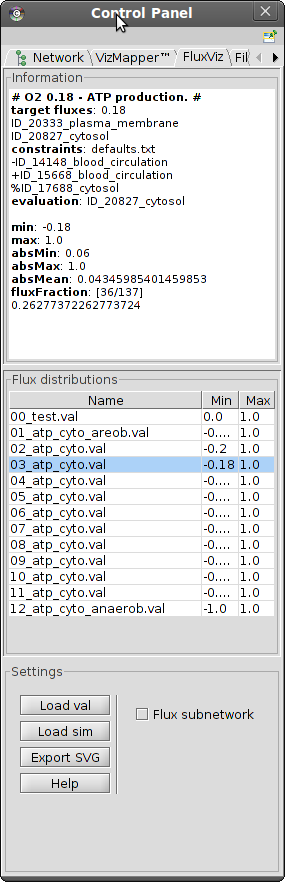 Control Panel
Network VizMapper™ FluxViz Fil
Information
# O2 0.18 - ATP production. #
target fluxes: 0.18
ID_20333_plasma_membrane
ID_20827_cytosol
constraints: defaults.txt
-ID_14148_blood_circulation
+ID_15668_blood_circulation
%ID_17688_cytosol
evaluation: ID_20827_cytosol
min: -0.18
max: 1.0
absMin: 0.06
absMax: 1.0
absMean: 0.04345985401459853
fluxFraction: [36/137]
0.26277372262773724
Flux distributions
Name Min Max
00_test.val 0.0 1.0
01_atp_cyto_areob.val -0.... 1.0
02_atp_cyto.val -0.2 1.0
03_atp_cyto.val -0.18 1.0
04_atp_cyto.val -0.... 1.0
05_atp_cyto.val -0.... 1.0
06_atp_cyto.val -0.... 1.0
07_atp_cyto.val -0.... 1.0
08_atp_cyto.val -0.... 1.0
09_atp_cyto.val -0.... 1.0
10_atp_cyto.val -0.... 1.0
11_atp_cyto.val -0.... 1.0
12_atp_cyto_anaerob.val -1.0 1.0
Settings
Load val
Flux subnetwork
Load sim
Export SVG
Help